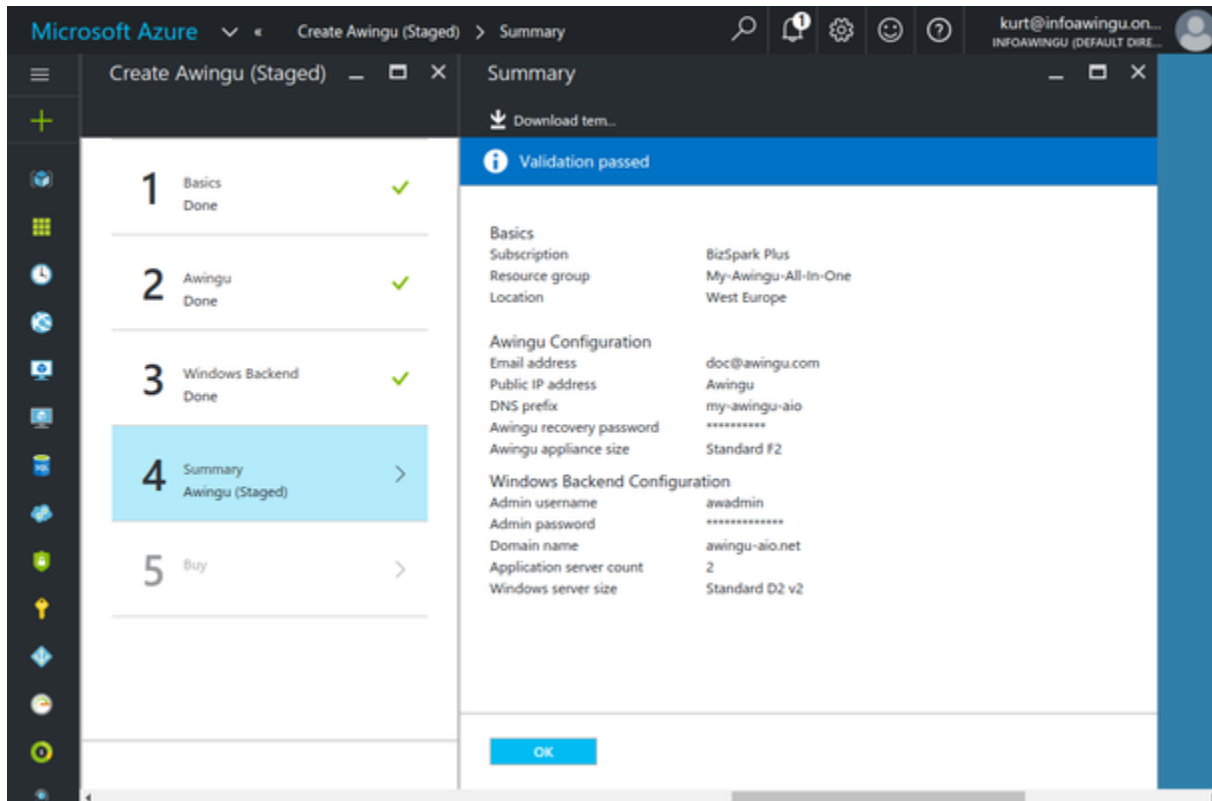 Microsoft Azure « Create Awingu (Staged) > Summary 1 kurt@infoawingu.on...
INFOAWINGU (DEFAULT DIRE...
Create Awingu (Staged)
Summary
Download tem...
Validation passed
1 Basics
Done
2 Awingu
Done
3 Windows Backend
Done
4 Summary
Awingu (Staged)
5 Buy
Basics
Subscription BizSpark Plus
Resource group My-Awingu-All-In-One
Location West Europe
Awingu Configuration
Email address doc@awingu.com
Public IP address Awingu
DNS prefix my-awingu-aio
Awingu recovery password **********
Awingu appliance size Standard F2
Windows Backend Configuration
Admin username awadmin
Admin password *************
Domain name awingu-aio.net
Application server count 2
Windows server size Standard D2 v2
OK